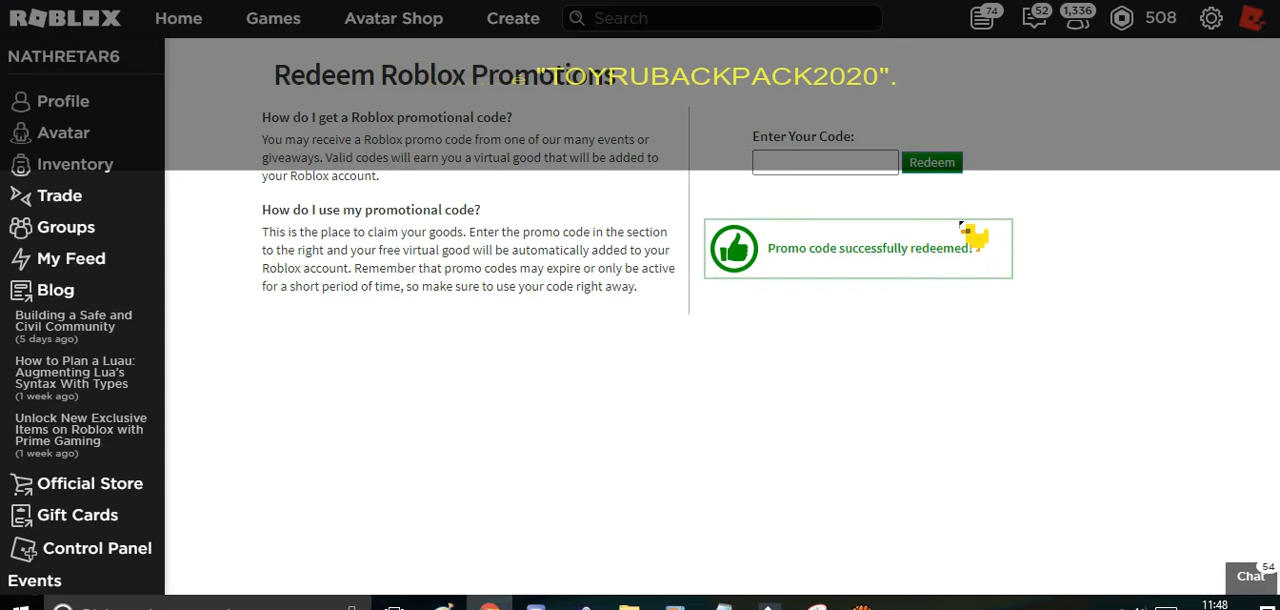 ROBLOX Home Games Avatar Shop Create Search 74 52 1,336 508
NATHRETAR6
Profile
Avatar
Inventory
Trade
Groups
My Feed
Blog
Building a Safe and
Civil Community
(5 days ago)
How to Plan a Luau:
Augmenting Lua's
Syntax With Types
(1 week ago)
Unlock New Exclusive
Items on Roblox with
Prime Gaming
(1 week ago)
Official Store
Gift Cards
Control Panel
Events
Redeem Roblox Promotions
= "TOYRUBACKPACK2020".
How do I get a Roblox promotional code?
You may receive a Roblox promo code from one of our many events or
giveaways. Valid codes will earn you a virtual good that will be added to
your Roblox account.
How do I use my promotional code?
This is the place to claim your goods. Enter the promo code in the section
to the right and your free virtual good will be automatically added to your
Roblox account. Remember that promo codes may expire or only be active
for a short period of time, so make sure to use your code right away.
Enter Your Code:
Redeem
Promo code successfully redeemed!
Chat 54
11:48